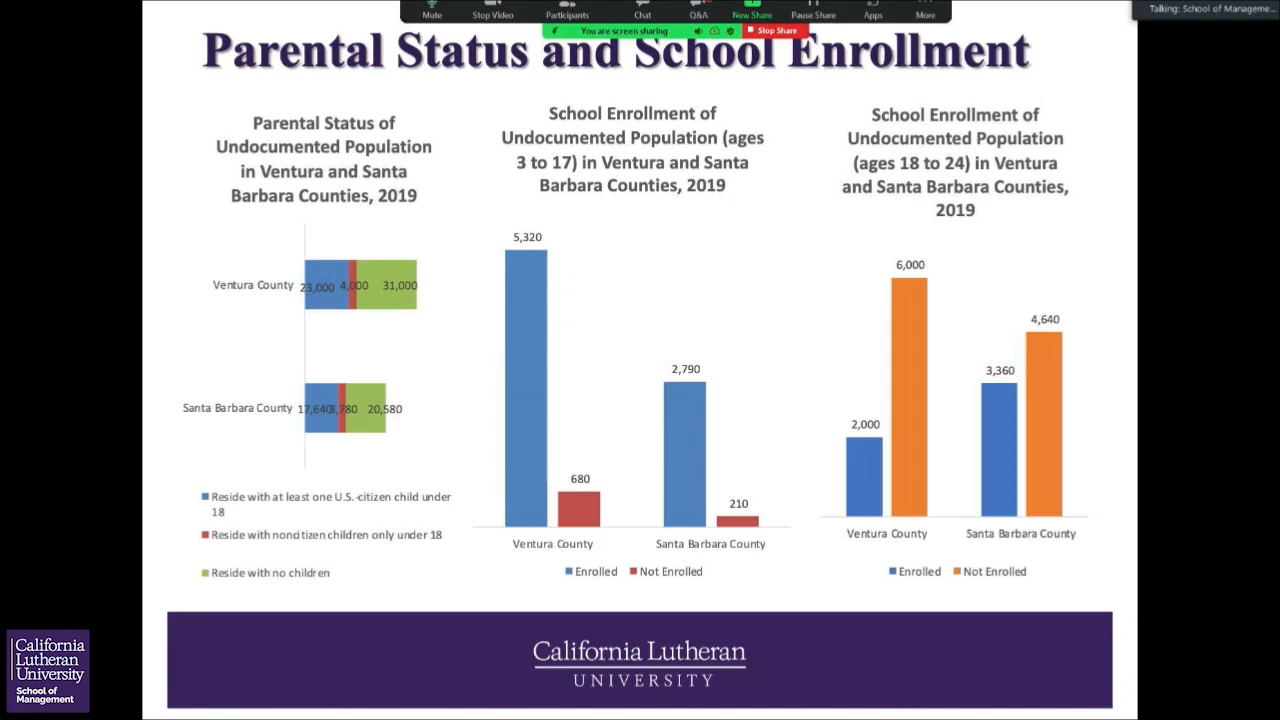 Mute
Stop Video
Participants
Chat
Q&A
New Share
Pause Share
Apps
More
Talking: School of Manageme...
You are screen sharing
Stop Share
Parental Status and School Enrollment
Parental Status of
Undocumented Population
in Ventura and Santa
Barbara Counties, 2019
Ventura County
23,000
4,000
31,000
Santa Barbara County
17,640
3,780
20,580
Reside with at least one U.S.-citizen child under
18
Reside with noncitizen children only under 18
Reside with no children
School Enrollment of
Undocumented Population (ages
3 to 17) in Ventura and Santa
Barbara Counties, 2019
5,320
680
2,790
210
Ventura County
Santa Barbara County
Enrolled
Not Enrolled
School Enrollment of
Undocumented Population
(ages 18 to 24) in Ventura
and Santa Barbara Counties,
2019
2,000
6,000
3,360
4,640
Ventura County
Santa Barbara County
Enrolled
Not Enrolled
California Lutheran
UNIVERSITY
California
Lutheran
University
School of
Management